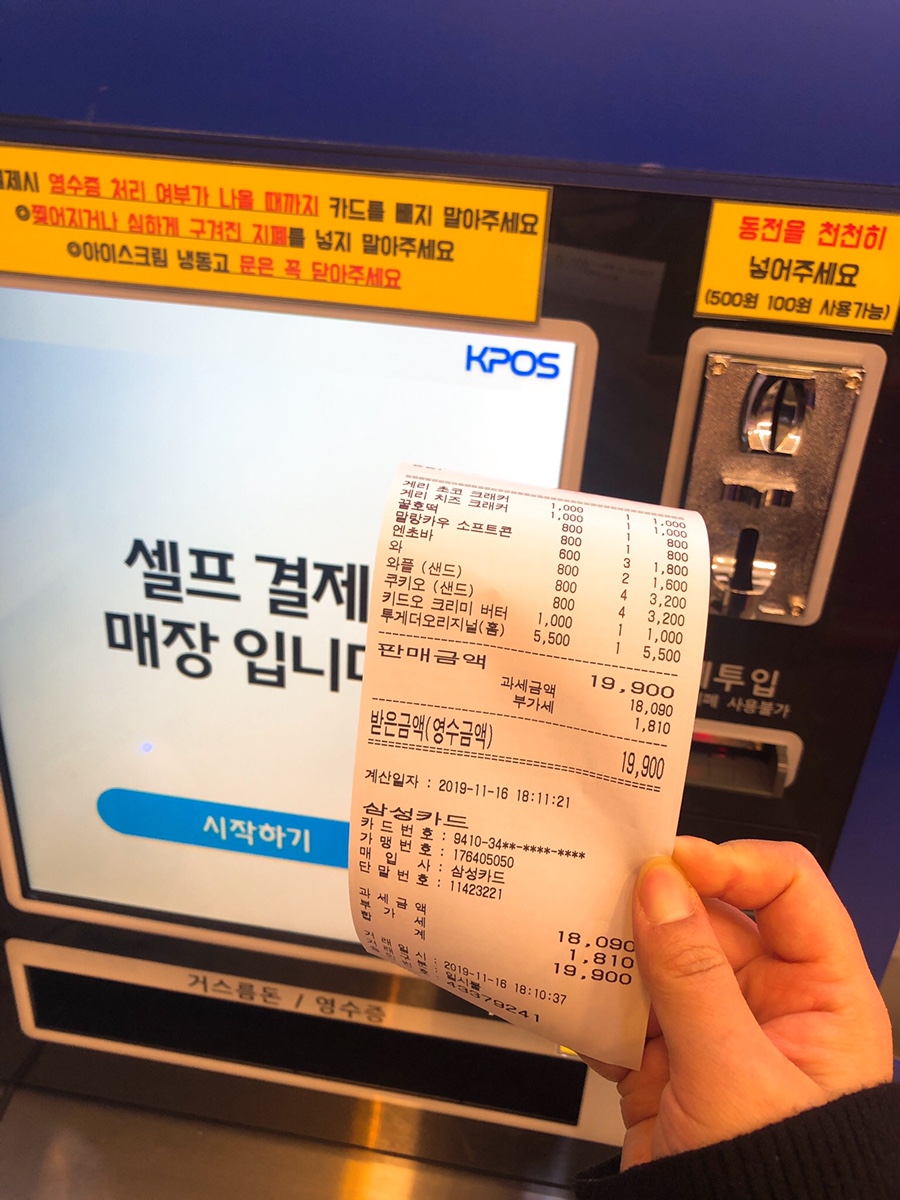 제시 영수증 처리 여부가 나올 때까지 카드를 빼지 말아주세요
찢어지거나 심하게 구겨진 지폐를 넣지 말아주세요
아이스크림 냉동고 문은 꼭 닫아주세요
동전을 천천히
넣어주세요
(500원 100원 사용가능)
KPOS
셀프 결제
매장 입니다
시작하기
게리 초코 크래커 1,000 1 1,000
게리 치즈 크래커 1,000 1 1,000
꿀호떡 800 1 800
말랑카우 소프트콘 800 1 800
엔초바 600 3 1,800
와 800 2 1,600
와플 (샌드) 800 4 3,200
쿠키오 (샌드) 800 4 3,200
키드오 크리미 버터 1,000 1 1,000
투게더오리지널(홈) 5,500 1 5,500
판매금액 19,900
과세금액 18,090
부가세 1,810
받은금액(영수금액) 19,900
계산일자 : 2019-11-16 18:11:21
삼성카드
카드번호 : 9410-34**-****-****
가맹번호 : 176405050
매입사 : 삼성카드
단말번호 : 11423221
과세금액 18,090
부가세 1,810
합계 19,900
2019-11-16 18:10:37
일시불
43379241
투입
사용불가
거스름돈 / 영수증